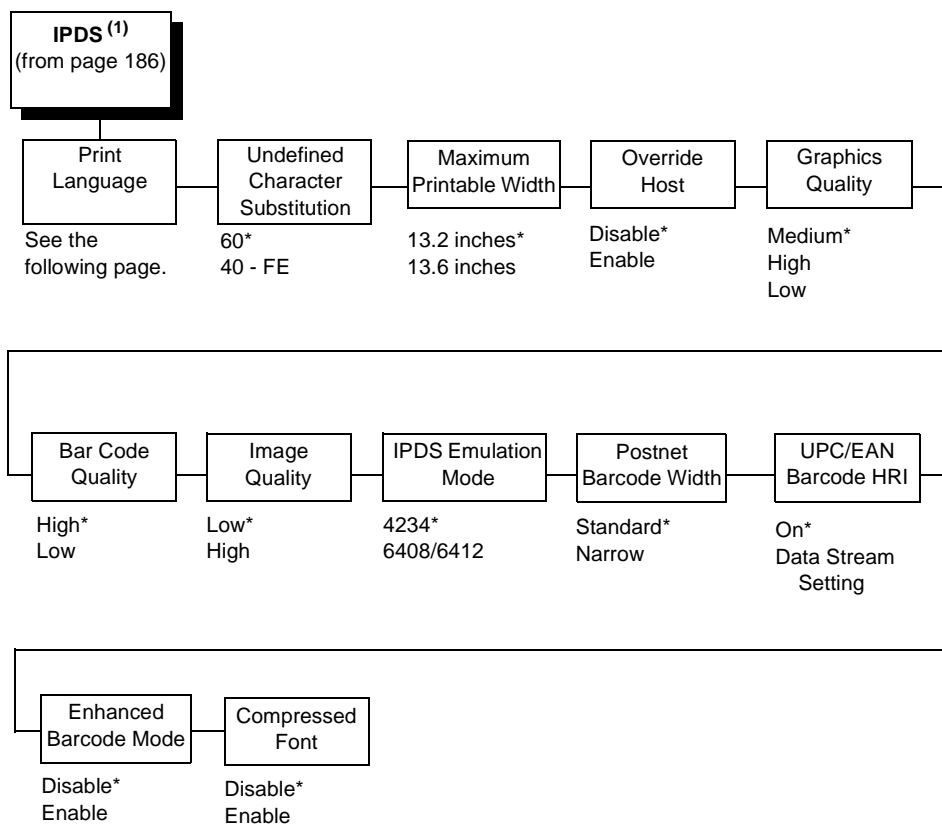 IPDS (1)
(from page 186)
Print
Language
See the
following page.
Undefined
Character
Substitution
60*
40 - FE
Maximum
Printable Width
13.2 inches*
13.6 inches
Override
Host
Disable*
Enable
Graphics
Quality
Medium*
High
Low
Bar Code
Quality
High*
Low
Image
Quality
Low*
High
IPDS Emulation
Mode
4234*
6408/6412
Postnet
Barcode Width
Standard*
Narrow
UPC/EAN
Barcode HRI
On*
Data Stream
Setting
Enhanced
Barcode Mode
Disable*
Enable
Compressed
Font
Disable*
Enable